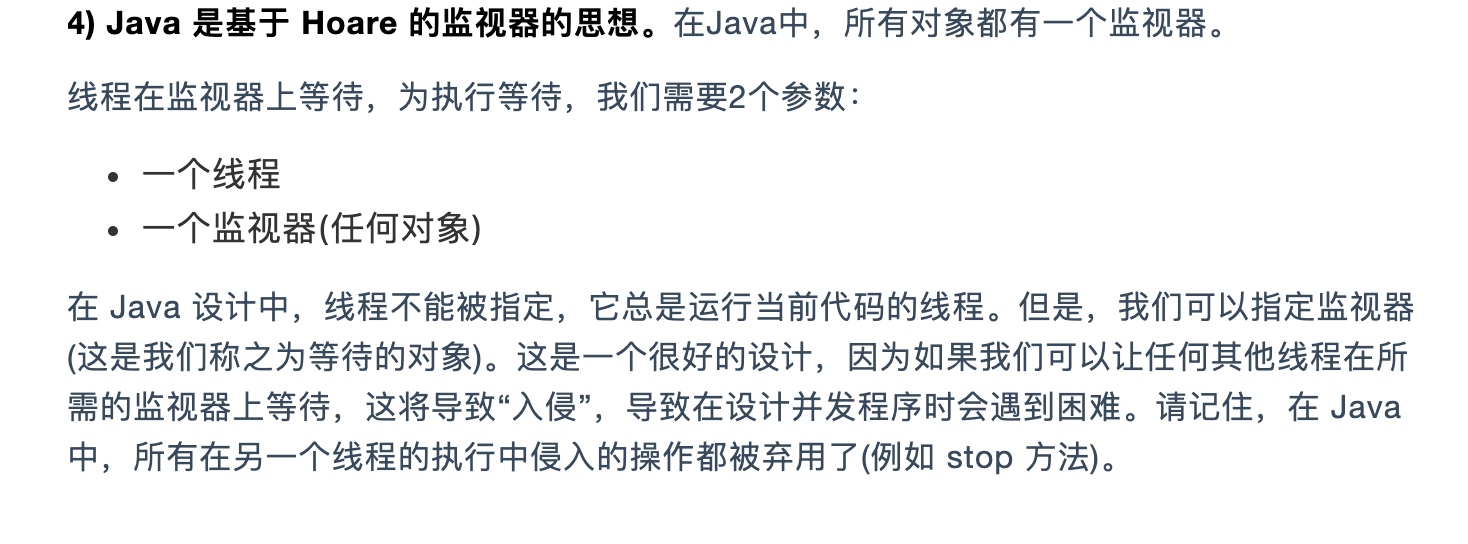 4) Java 是基于 Hoare 的监视器的思想。在Java中，所有对象都有一个监视器。
线程在监视器上等待，为执行等待，我们需要2个参数：
• 一个线程
• 一个监视器(任何对象)
在 Java 设计中，线程不能被指定，它总是运行当前代码的线程。但是，我们可以指定监视器
(这是我们称之为等待的对象)。这是一个很好的设计，因为如果我们可以让任何其他线程在所
需的监视器上等待，这将导致“入侵”，导致在设计并发程序时会遇到困难。请记住，在 Java
中，所有在另一个线程的执行中侵入的操作都被弃用了(例如 stop 方法)。